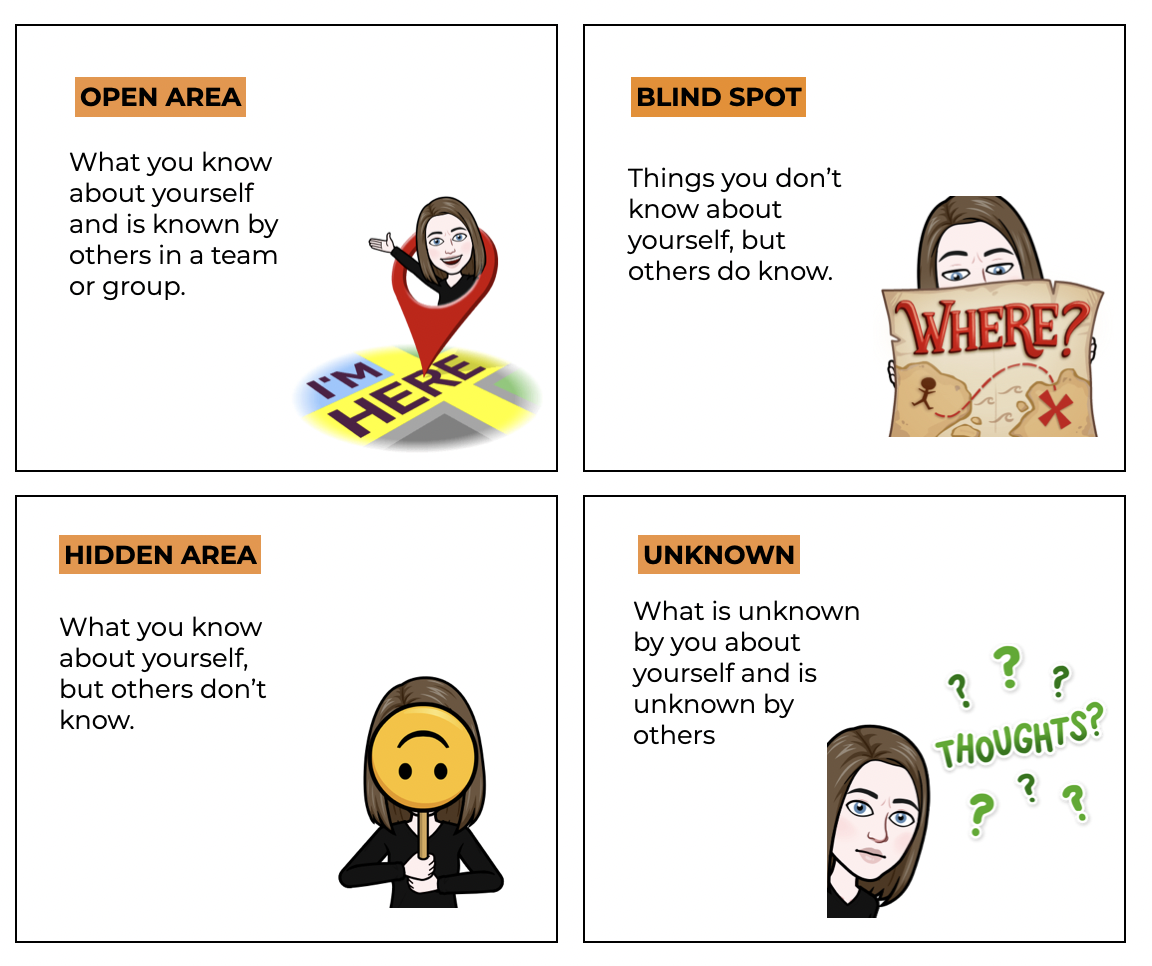 OPEN AREA
What you know
about yourself
and is known by
others in a team
or group.
I'M
HERE
BLIND SPOT
Things you don’t
know about
yourself, but
others do know.
WHERE?
HIDDEN AREA
What you know
about yourself,
but others don’t
know.
UNKNOWN
What is unknown
by you about
yourself and is
unknown by
others
? ? ?
THOUGHTS?
? ? ?